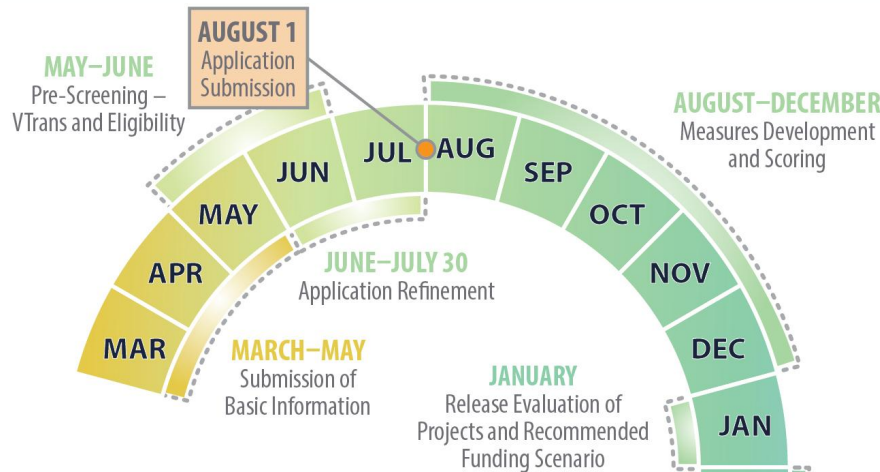 AUGUST 1
Application
Submission
MAY–JUNE
Pre-Screening –
VTrans and Eligibility
AUGUST–DECEMBER
Measures Development
and Scoring
MAR
APR
MAY
JUN
JUL
AUG
SEP
OCT
NOV
DEC
JAN
JUNE–JULY 30
Application Refinement
MARCH–MAY
Submission of
Basic Information
JANUARY
Release Evaluation of
Projects and Recommended
Funding Scenario